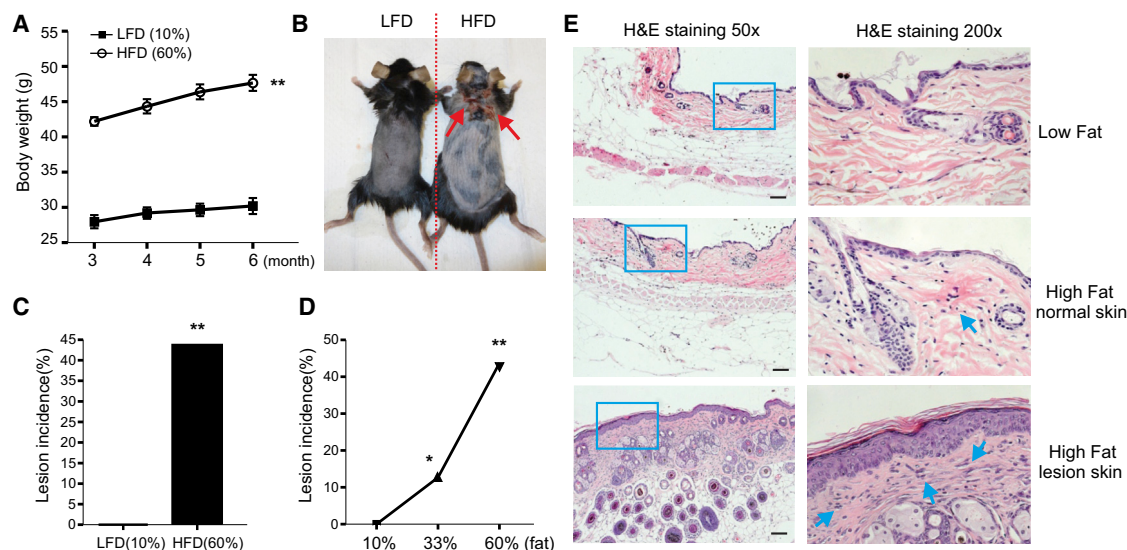 A
Body weight (g)
55
50
45
40
35
30
25
LFD (10%)
HFD (60%)
**
3 4 5 6 (month)
B
LFD HFD
C
Lesion incidence(%)
45
45
40
35
30
25
20
15
10
5
0
**
LFD(10%) HFD(60%)
D
Lesion incidence(%)
50
40
30
20
10
0
*
**
10% 33% 60% (fat)
E
H&E staining 50x H&E staining 200x
Low Fat
High Fat
normal skin
High Fat
lesion skin